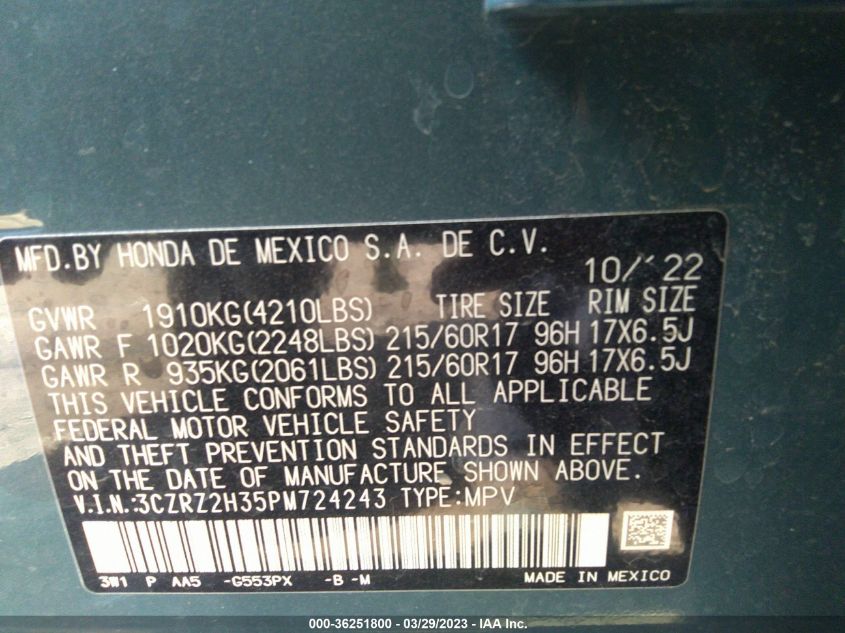 MFD.BY HONDA DE MEXICO S.A. DE C.V.
10/'22
GVWR 1910KG(4210LBS) TIRE SIZE RIM SIZE
GAWR F 1020KG(2248LBS) 215/60R17 96H 17X6.5J
GAWR R 935KG(2061LBS) 215/60R17 96H 17X6.5J
THIS VEHICLE CONFORMS TO ALL APPLICABLE
FEDERAL MOTOR VEHICLE SAFETY
AND THEFT PREVENTION STANDARDS IN EFFECT
ON THE DATE OF MANUFACTURE SHOWN ABOVE.
V.I.N.:3CZRZ2H35PM724243 TYPE:MPV
3W1 P AA5 -G553PX -B -M MADE IN MEXICO
000-36251800 - 03/29/2023 - IAA Inc.